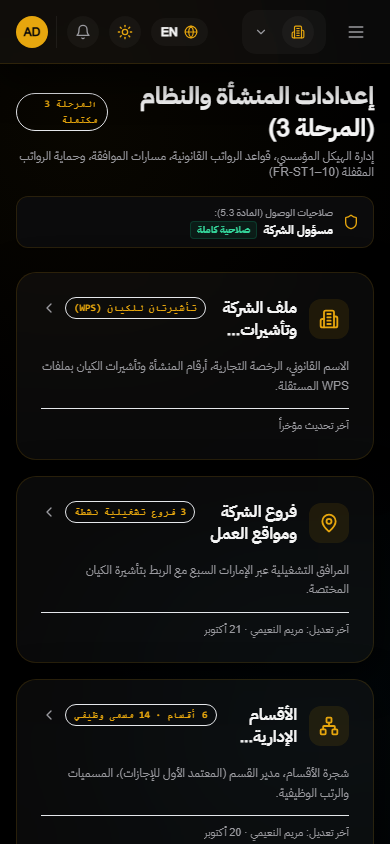 AD
EN
إعدادات المنشأة والنظام
(المرحلة 3)
المرحلة 3
مكتملة
إدارة الهيكل المؤسسي، قواعد الرواتب القانونية، مسارات الموافقة، وحماية الرواتب
المقفلة (FR-ST1–10)
صلاحيات الوصول (المادة 5.3):
مسؤول الشركة
صلاحية كاملة
ملف الشركة
وتأشيرات...
تأشيرتان للكيان (WPS)
الاسم القانوني، الرخصة التجارية، أرقام المنشأة وتأشيرات الكيان بملفات
WPS المستقلة.
آخر تحديث مؤخراً
فروع الشركة
ومواقع العمل
3 فروع تشغيلية نشطة
المرافق التشغيلية عبر الإمارات السبع مع الربط بتأشيرة الكيان
المختصة.
آخر تعديل: مريم النعيمي · 21 أكتوبر
الأقسام
الإدارية...
6 أقسام · 14 مسمى وظيفي
شجرة الأقسام، مدير القسم (المعتمد الأول للإجازات)، المسميات
والرتب الوظيفية.
آخر تعديل: مريم النعيمي · 20 أكتوبر